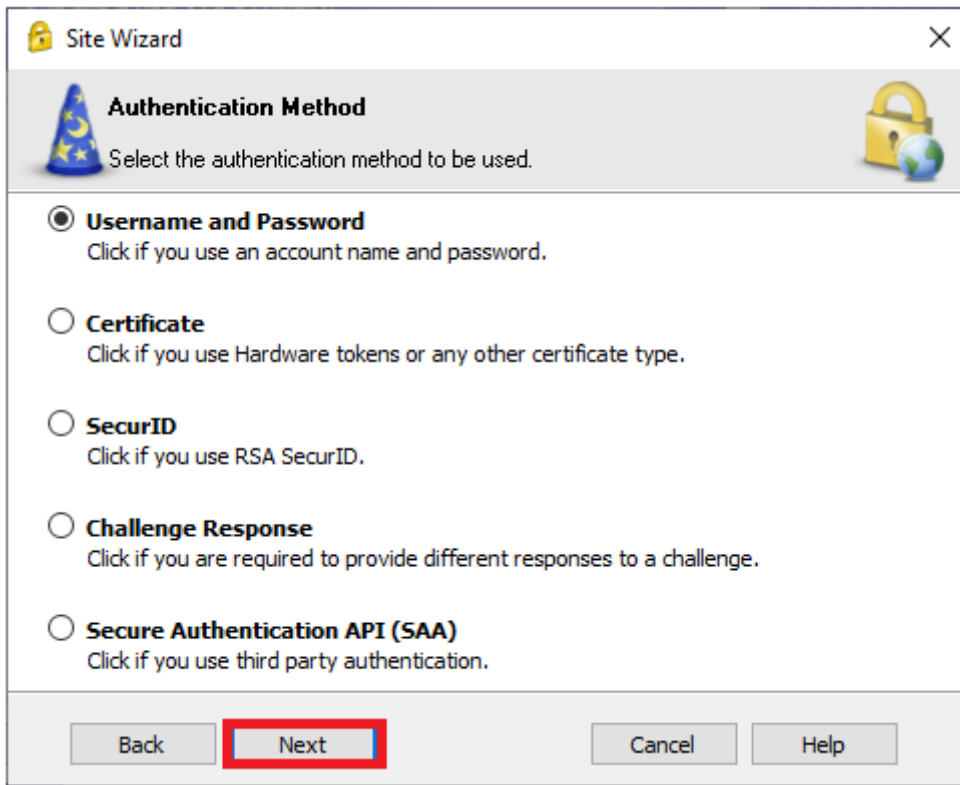 Site Wizard
Authentication Method
Select the authentication method to be used.
Username and Password
Click if you use an account name and password.
Certificate
Click if you use Hardware tokens or any other certificate type.
SecurID
Click if you use RSA SecurID.
Challenge Response
Click if you are required to provide different responses to a challenge.
Secure Authentication API (SAA)
Click if you use third party authentication.
Back Next Cancel Help